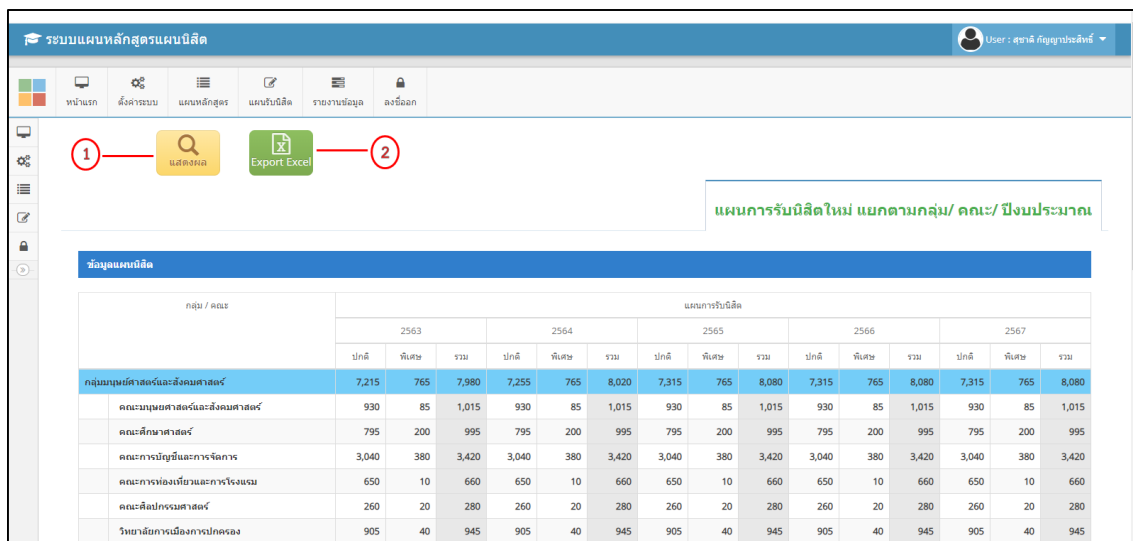 ระบบแผนหลักสูตรแผนนิสิต User : สุชาติ กัญญาประสิทธิ์
หน้าแรก ตั้งค่าระบบ แผนหลักสูตร แผนรับนิสิต รายงานข้อมูล ลงชื่ออก
1 แสดงผล Export Excel 2
แผนการรับนิสิตใหม่ แยกตามกลุ่ม/ คณะ/ ปีงบประมาณ
ข้อมูลแผนนิสิต
กลุ่ม / คณะ แผนการรับนิสิต
2563 2564 2565 2566 2567
ปกติ พิเศษ รวม ปกติ พิเศษ รวม ปกติ พิเศษ รวม ปกติ พิเศษ รวม ปกติ พิเศษ รวม
กลุ่มมนุษย์ศาสตร์และสังคมศาสตร์ 7,215 765 7,980 7,255 765 8,020 7,315 765 8,080 7,315 765 8,080 7,315 765 8,080
คณะมนุษยศาสตร์และสังคมศาสตร์ 930 85 1,015 930 85 1,015 930 85 1,015 930 85 1,015 930 85 1,015
คณะศึกษาศาสตร์ 795 200 995 795 200 995 795 200 995 795 200 995 795 200 995
คณะการบัญชีและการจัดการ 3,040 380 3,420 3,040 380 3,420 3,040 380 3,420 3,040 380 3,420 3,040 380 3,420
คณะการท่องเที่ยวและการโรงแรม 650 10 660 650 10 660 650 10 660 650 10 660 650 10 660
คณะศิลปกรรมศาสตร์ 260 20 280 260 20 280 260 20 280 260 20 280 260 20 280
วิทยาลัยการเมืองการปกครอง 905 40 945 905 40 945 905 40 945 905 40 945 905 40 945